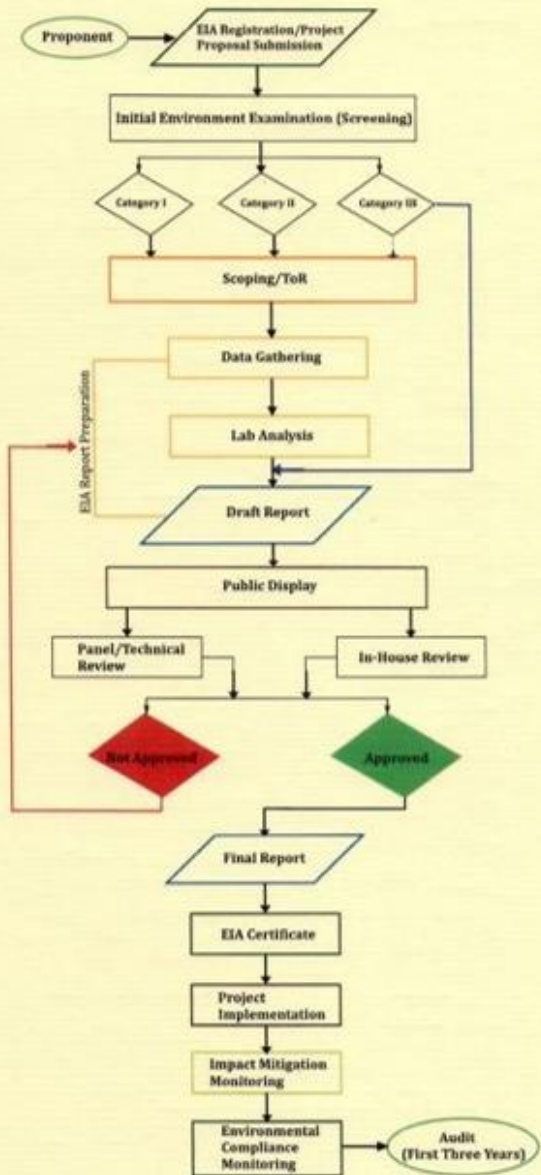 Proponent
EIA Registration/Project
Proposal Submission
Initial Environment Examination (Screening)
Category I
Category II
Category III
Scoping/ToR
Data Gathering
EIA Report Preparation
Lab Analysis
Draft Report
Public Display
Panel/Technical
Review
In-House Review
Not Approved
Approved
Final Report
EIA Certificate
Project
Implementation
Impact Mitigation
Monitoring
Environmental
Compliance
Monitoring
Audit
(First Three Years)